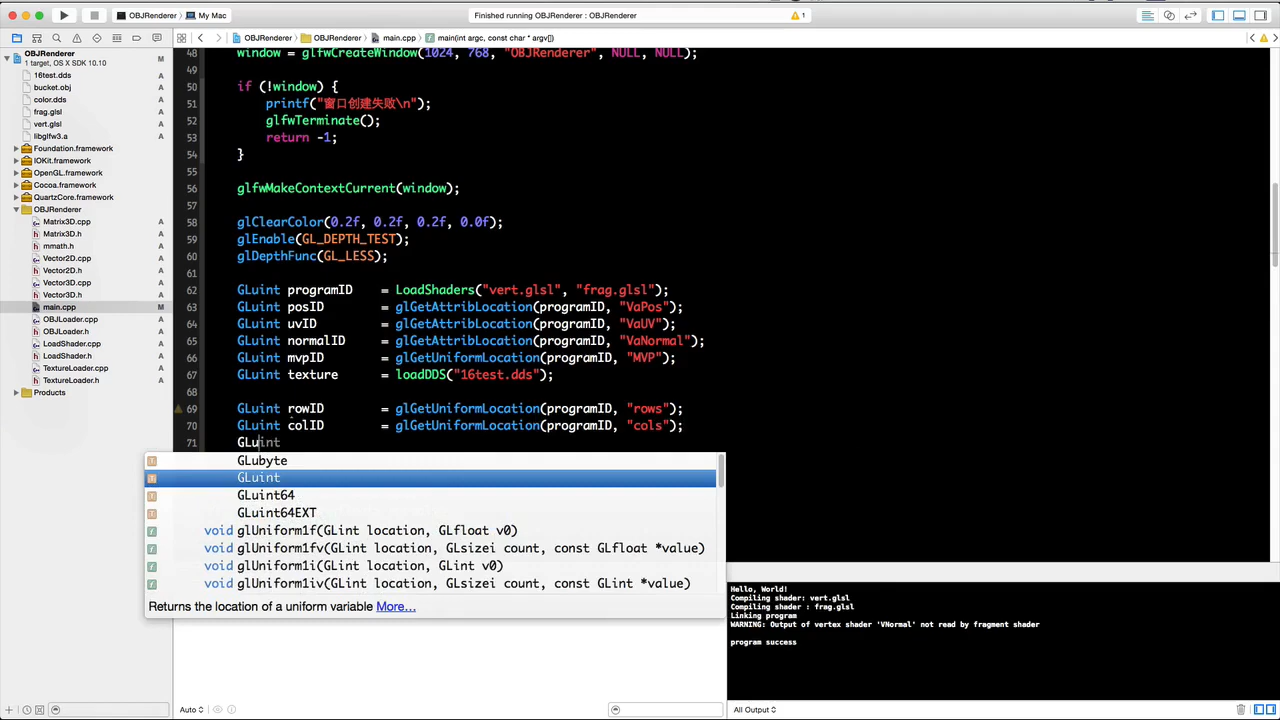 OBJRenderer
My Mac
Finished running OBJRenderer : OBJRenderer
1
OBJRenderer
OBJRenderer
main.cpp
main(int argc, const char * argv[])
OBJRenderer
M
1 target, OS X SDK 10.10
16test.dds A
bucket.obj A
color.dds A
frag.glsl A
vert.glsl A
libglfw3.a A
Foundation.framework
IOKit.framework
OpenGL.framework
Cocoa.framework
QuartzCore.framework
OBJRenderer
Matrix3D.cpp A
Matrix3D.h A
mmath.h A
Vector2D.cpp A
Vector2D.h A
Vector3D.cpp A
Vector3D.h A
main.cpp M
OBJLoader.cpp A
OBJLoader.h A
LoadShader.cpp A
LoadShader.h A
TextureLoader.cpp A
TextureLoader.h A
Products
48 window = glfwCreateWindow(1024, 768, "OBJRenderer", NULL, NULL);
49
50 if (!window) {
51 printf("窗口创建失败\n");
52 glfwTerminate();
53 return -1;
54 }
55
56 glfwMakeContextCurrent(window);
57
58 glClearColor(0.2f, 0.2f, 0.2f, 0.0f);
59 glEnable(GL_DEPTH_TEST);
60 glDepthFunc(GL_LESS);
61
62 GLuint programID = LoadShaders("vert.glsl", "frag.glsl");
63 GLuint posID = glGetAttribLocation(programID, "VaPos");
64 GLuint uvID = glGetAttribLocation(programID, "VaUV");
65 GLuint normalID = glGetAttribLocation(programID, "VaNormal");
66 GLuint mvpID = glGetUniformLocation(programID, "MVP");
67 GLuint texture = loadDDS("16test.dds");
68
69 GLuint rowID = glGetUniformLocation(programID, "rows");
70 GLuint colID = glGetUniformLocation(programID, "cols");
71 GLuint
GLubyte
GLuint
GLuint64
GLuint64EXT
void glUniform1f(GLint location, GLfloat v0)
void glUniform1fv(GLint location, GLsizei count, const GLfloat *value)
void glUniform1i(GLint location, GLint v0)
void glUniform1iv(GLint location, GLsizei count, const GLint *value)
Returns the location of a uniform variable More...
Hello, World!
Compiling shader: vert.glsl
Compiling shader : frag.glsl
Linking program
WARNING: Output of vertex shader 'VNormal' not read by fragment shader
program success
Auto
All Output